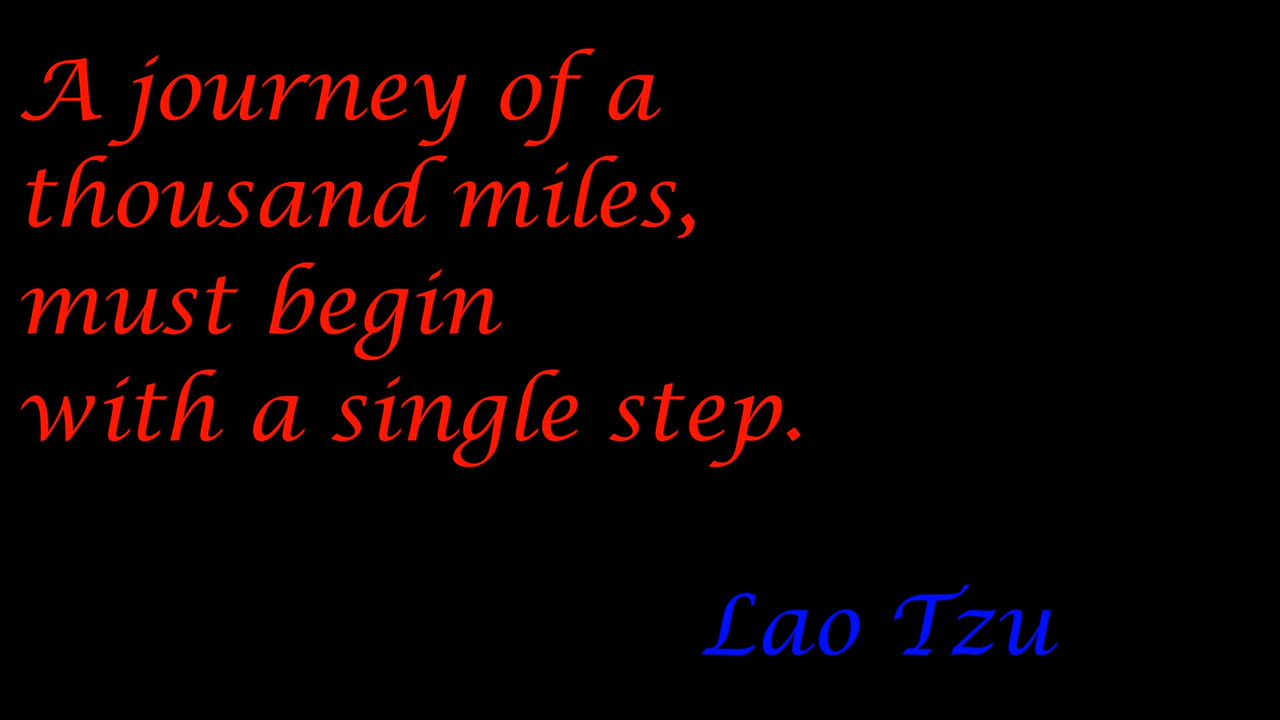 A journey of a
thousand miles,
must begin
with a single step.
Lao Tzu